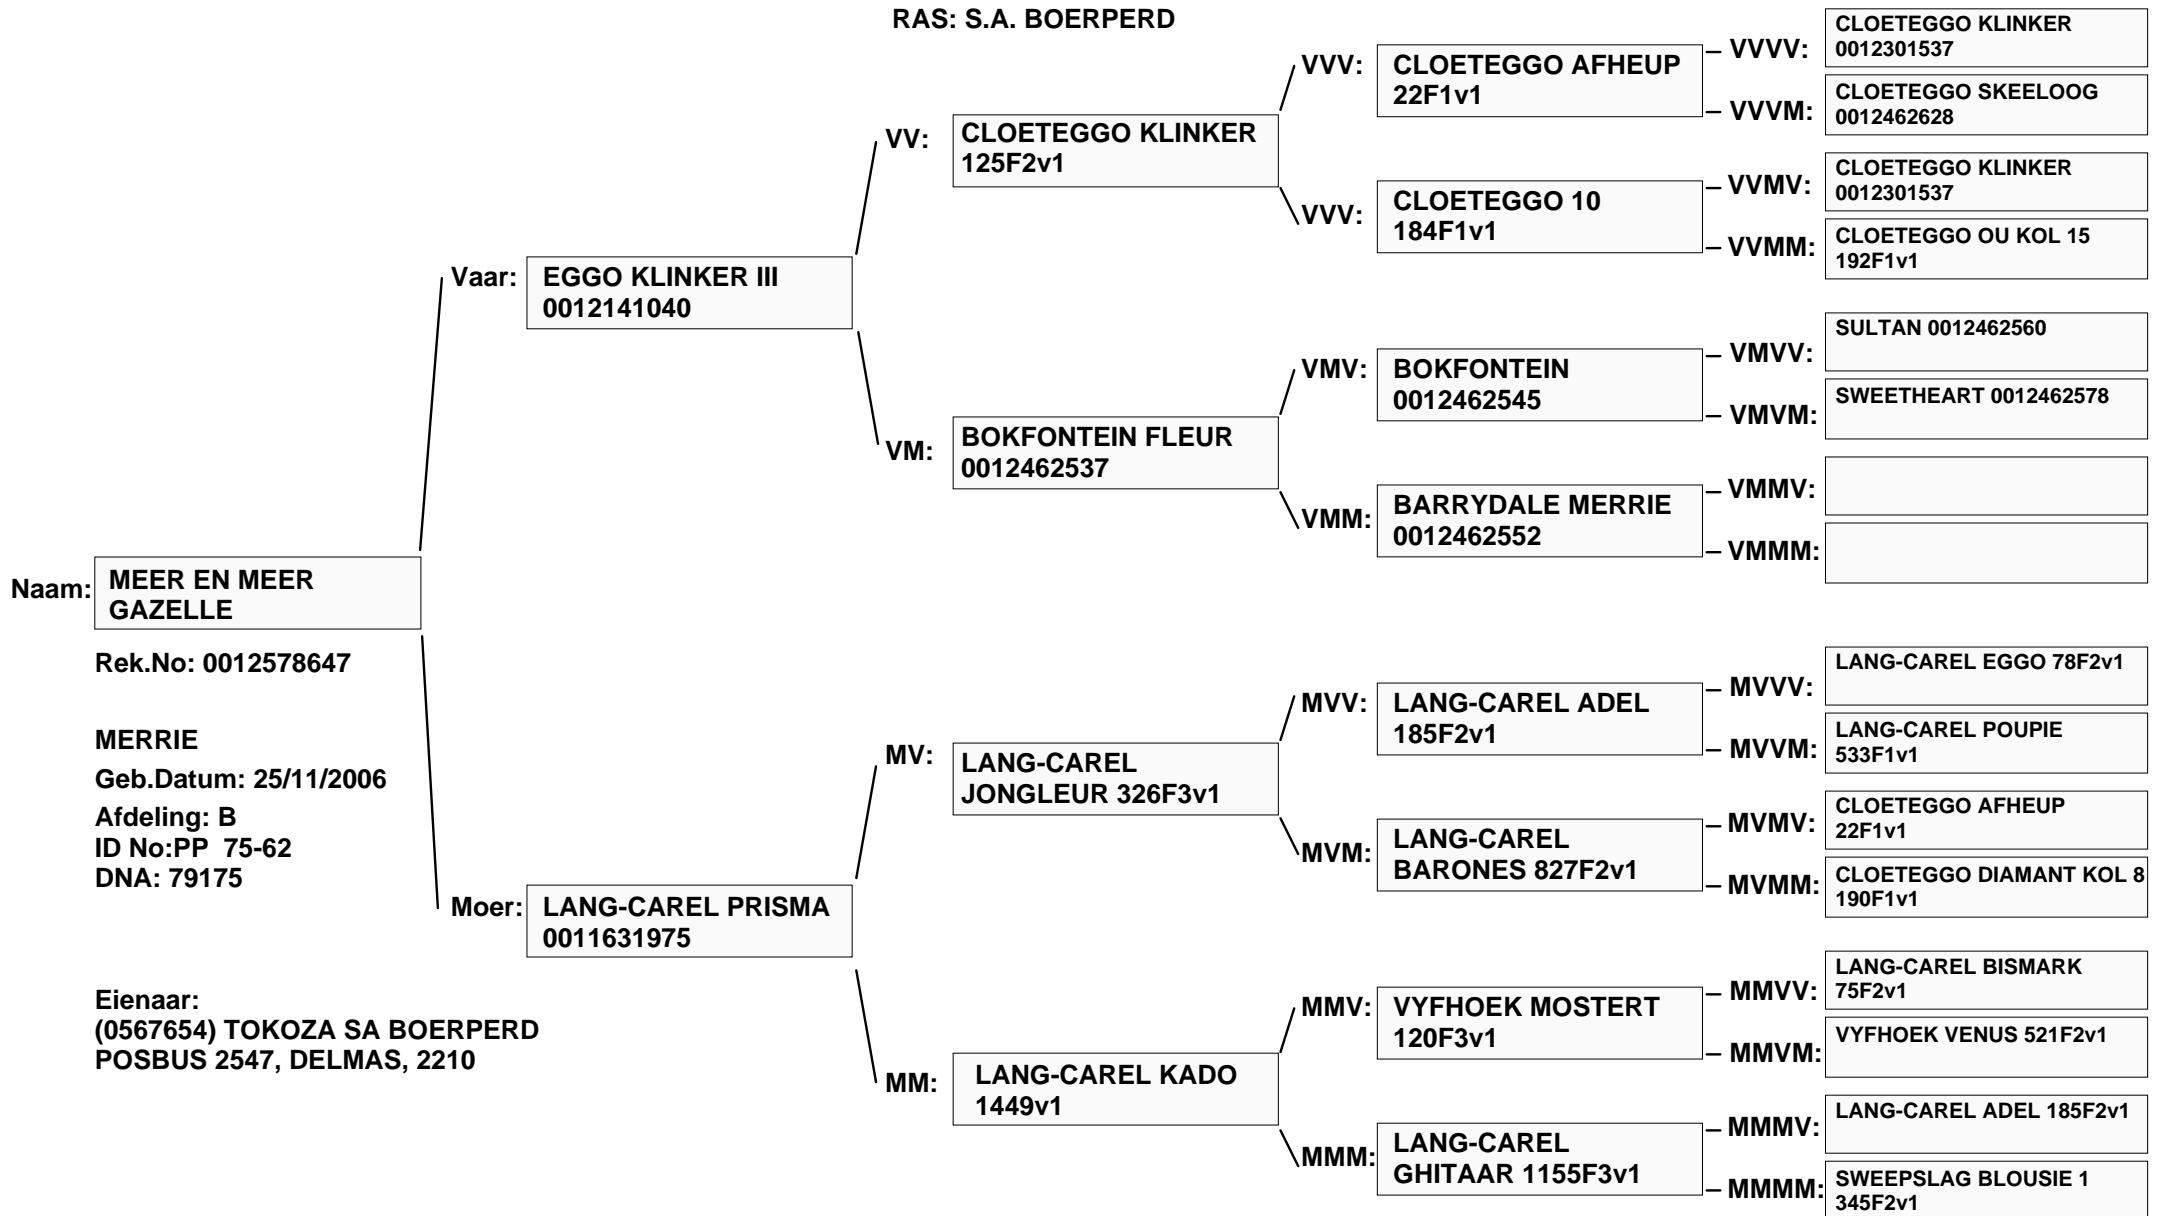 RAS: S.A. BOERPERD
Naam:
MEER EN MEER
GAZELLE
Rek.No: 0012578647
MERRIE
Geb.Datum: 25/11/2006
Afdeling: B
ID No:PP  75-62
DNA: 79175
Eienaar:
(0567654) TOKOZA SA BOERPERD
POSBUS 2547, DELMAS, 2210
Vaar:
EGGO KLINKER III
0012141040
Moer:
LANG-CAREL PRISMA
0011631975
VV:
CLOETEGGO KLINKER
125F2v1
VM:
BOKFONTEIN FLEUR
0012462537
MV:
LANG-CAREL
JONGLEUR 326F3v1
MM:
LANG-CAREL KADO
1449v1
VVV:
CLOETEGGO AFHEUP
22F1v1
VVV:
CLOETEGGO 10
184F1v1
VMV:
BOKFONTEIN
0012462545
VMM:
BARRYDALE MERRIE
0012462552
MVV:
LANG-CAREL ADEL
185F2v1
MVM:
LANG-CAREL
BARONES 827F2v1
MMV:
VYFHOEK MOSTERT
120F3v1
MMM:
LANG-CAREL
GHITAAR 1155F3v1
VVVV:
CLOETEGGO KLINKER
0012301537
VVVM:
CLOETEGGO SKEELOOG
0012462628
VVMV:
CLOETEGGO KLINKER
0012301537
VVMM:
CLOETEGGO OU KOL 15
192F1v1
VMVV:
SULTAN 0012462560
VMVM:
SWEETHEART 0012462578
VMMV:
VMMM:
MVVV:
LANG-CAREL EGGO 78F2v1
MVVM:
LANG-CAREL POUPIE
533F1v1
MVMV:
CLOETEGGO AFHEUP
22F1v1
MVMM:
CLOETEGGO DIAMANT KOL 8
190F1v1
MMVV:
LANG-CAREL BISMARK
75F2v1
MMVM:
VYFHOEK VENUS 521F2v1
MMMV:
LANG-CAREL ADEL 185F2v1
MMMM:
SWEEPSLAG BLOUSIE 1
345F2v1